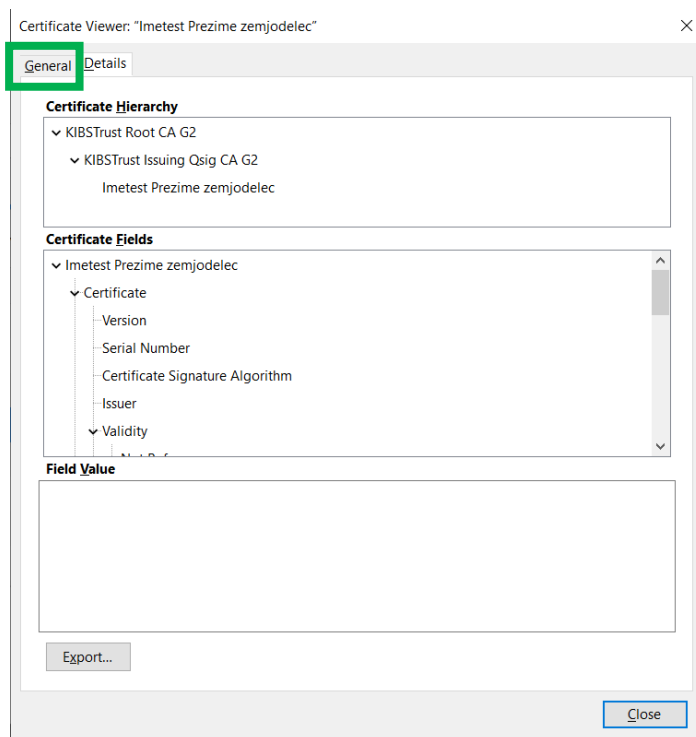 Certificate Viewer: "Imetest Prezime zemjodelec"
General Details
Certificate Hierarchy
KIBSTrust Root CA G2
KIBSTrust Issuing Qsig CA G2
Imetest Prezime zemjodelec
Certificate Fields
Imetest Prezime zemjodelec
Certificate
Version
Serial Number
Certificate Signature Algorithm
Issuer
Validity
Field Value
Export...
Close